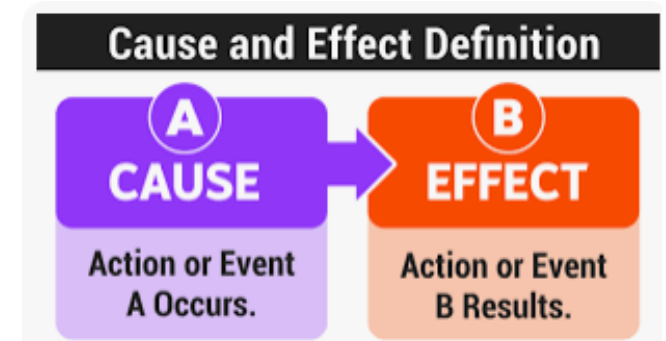 Cause and Effect Definition
A
CAUSE
Action or Event
A Occurs.
B
EFFECT
Action or Event
B Results.